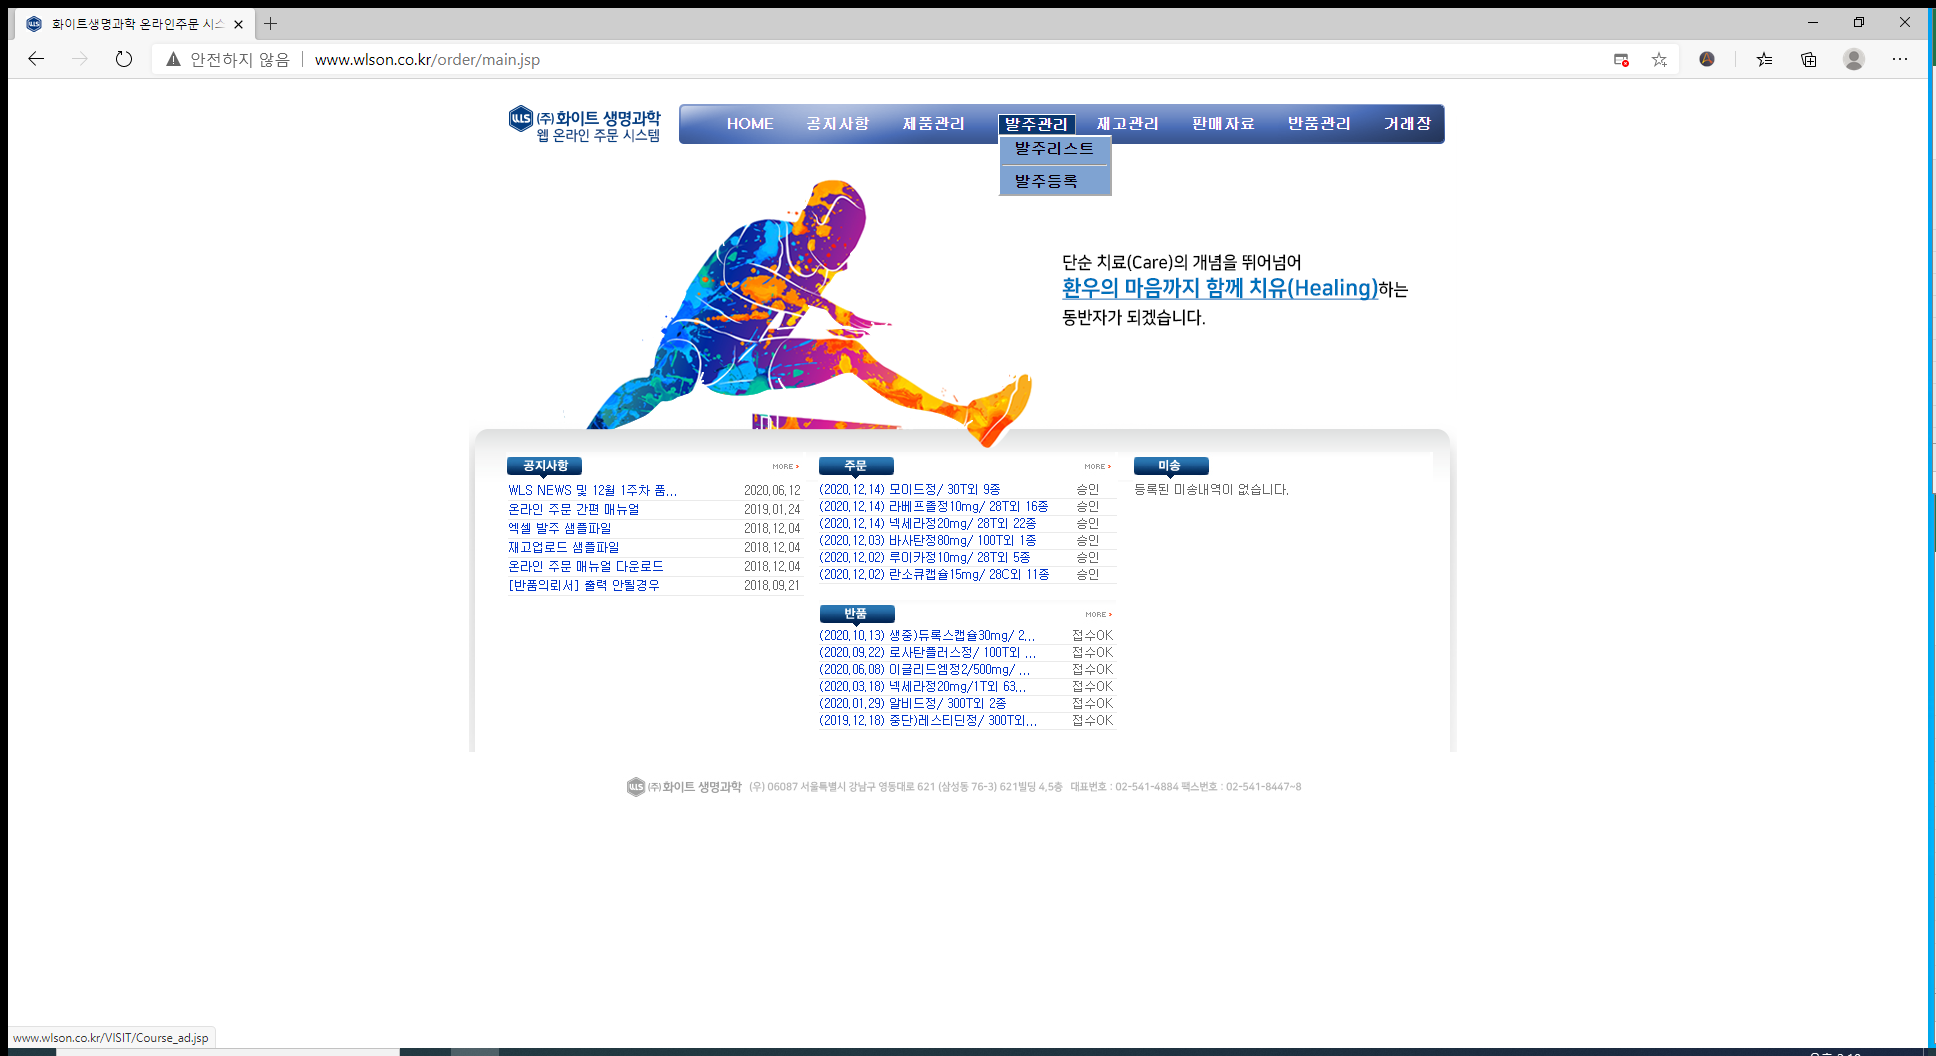 화이트생명과학 온라인주문 시스
안전하지 않음
www.wlson.co.kr/order/main.jsp
WLS (주)화이트 생명과학
웹 온라인 주문 시스템
HOME 공지사항 제품관리 발주관리 재고관리 판매자료 반품관리 거래장
발주리스트
발주등록
단순 치료(Care)의 개념을 뛰어넘어
환우의 마음까지 함께 치유(Healing)하는
동반자가 되겠습니다.
공지사항 MORE
WLS NEWS 및 12월 1주차 품... 2020.06.12
온라인 주문 간편 매뉴얼 2019.01.24
엑셀 발주 샘플파일 2018.12.04
재고업로드 샘플파일 2018.12.04
온라인 주문 매뉴얼 다운로드 2018.12.04
[반품의뢰서] 출력 안될경우 2018.09.21
주문 MORE
(2020.12.14) 모이드정/ 30T외 9종 승인
(2020.12.14) 라베프졸정10mg/ 28T외 16종 승인
(2020.12.14) 넥세라정20mg/ 28T외 22종 승인
(2020.12.03) 바사탄정80mg/ 100T외 1종 승인
(2020.12.02) 루이카정10mg/ 28T외 5종 승인
(2020.12.02) 란소큐캡슐15mg/ 28C외 11종 승인
반품 MORE
(2020.10.13) 생중)듀록스캡슐30mg/ 2... 접수OK
(2020.09.22) 로사탄플러스정/ 100T외 ... 접수OK
(2020.06.08) 이글리드엠정2/500mg/ ... 접수OK
(2020.03.18) 넥세라정20mg/1T외 63... 접수OK
(2020.01.29) 알비드정/ 300T외 2종 접수OK
(2019.12.18) 중단)레스티딘정/ 300T외... 접수OK
미송
등록된 미송내역이 없습니다.
WLS (주)화이트 생명과학 (우) 06087 서울특별시 강남구 영동대로 621 (삼성동 76-3) 621빌딩 4,5층 대표번호 : 02-541-4884 팩스번호 : 02-541-8447~8
www.wlson.co.kr/VISIT/Course_ad.jsp